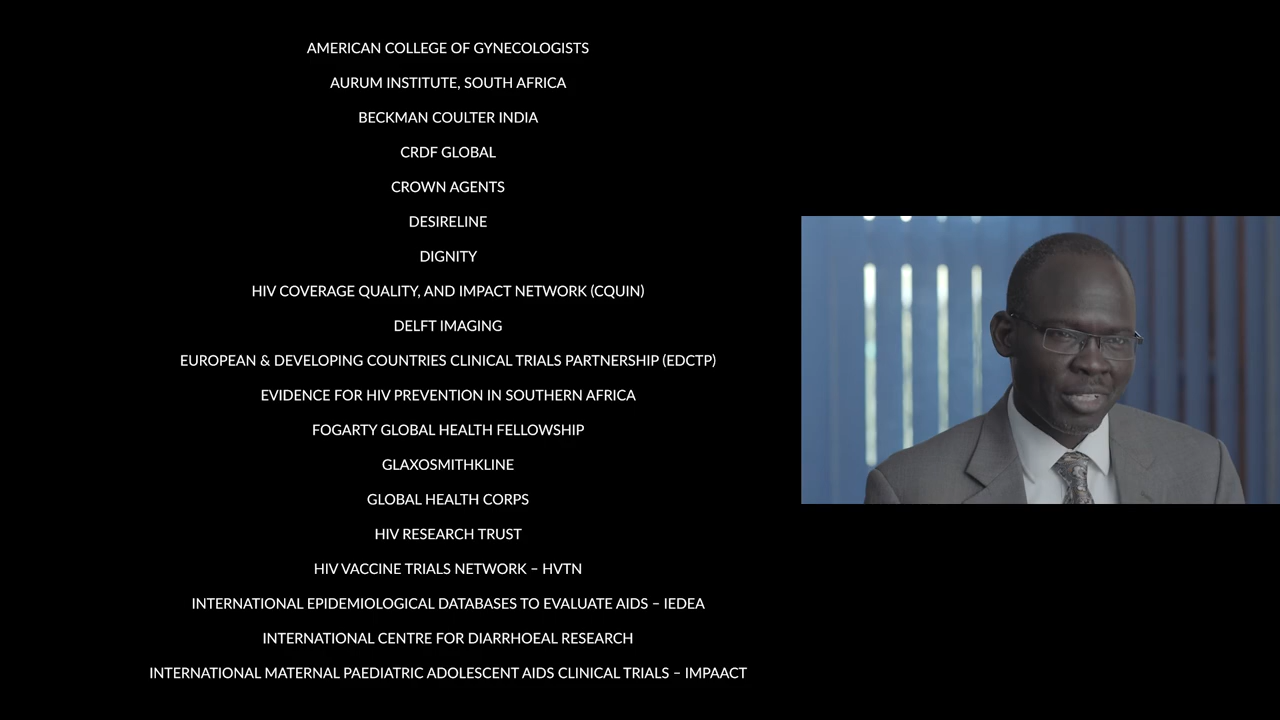 AMERICAN COLLEGE OF GYNECOLOGISTS
AURUM INSTITUTE, SOUTH AFRICA
BECKMAN COULTER INDIA
CRDF GLOBAL
CROWN AGENTS
DESIRELINE
DIGNITY
HIV COVERAGE QUALITY, AND IMPACT NETWORK (CQUIN)
DELFT IMAGING
EUROPEAN & DEVELOPING COUNTRIES CLINICAL TRIALS PARTNERSHIP (EDCTP)
EVIDENCE FOR HIV PREVENTION IN SOUTHERN AFRICA
FOGARTY GLOBAL HEALTH FELLOWSHIP
GLAXOSMITHKLINE
GLOBAL HEALTH CORPS
HIV RESEARCH TRUST
HIV VACCINE TRIALS NETWORK – HVTN
INTERNATIONAL EPIDEMIOLOGICAL DATABASES TO EVALUATE AIDS – IEDEA
INTERNATIONAL CENTRE FOR DIARRHOEAL RESEARCH
INTERNATIONAL MATERNAL PAEDIATRIC ADOLESCENT AIDS CLINICAL TRIALS – IMPAACT